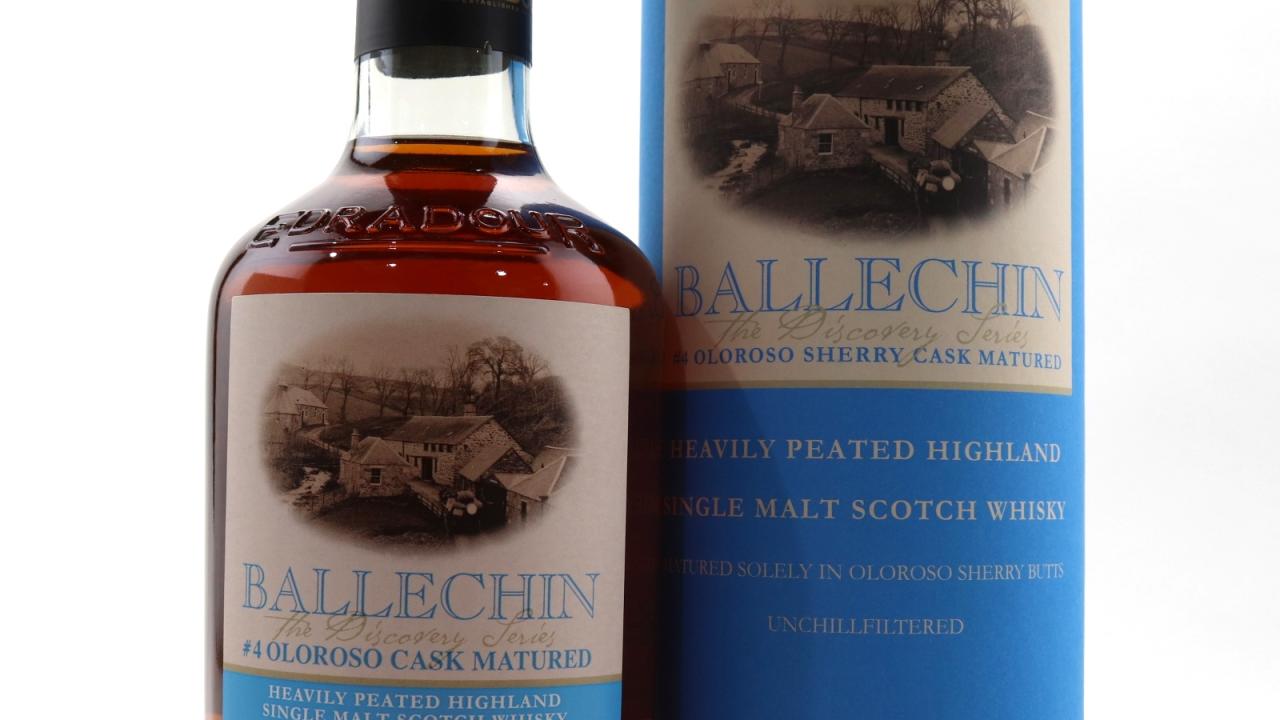 ESTABLISHED
EDRADOUR
BALLECHIN
the Discovery Series
#4 OLOROSO CASK MATURED
HEAVILY PEATED HIGHLAND
SINGLE MALT SCOTCH WHISKY
BALLECHIN
the Discovery Series
#4 OLOROSO SHERRY CASK MATURED
HEAVILY PEATED HIGHLAND
SINGLE MALT SCOTCH WHISKY
MATURED SOLELY IN OLOROSO SHERRY BUTTS
UNCHILLFILTERED